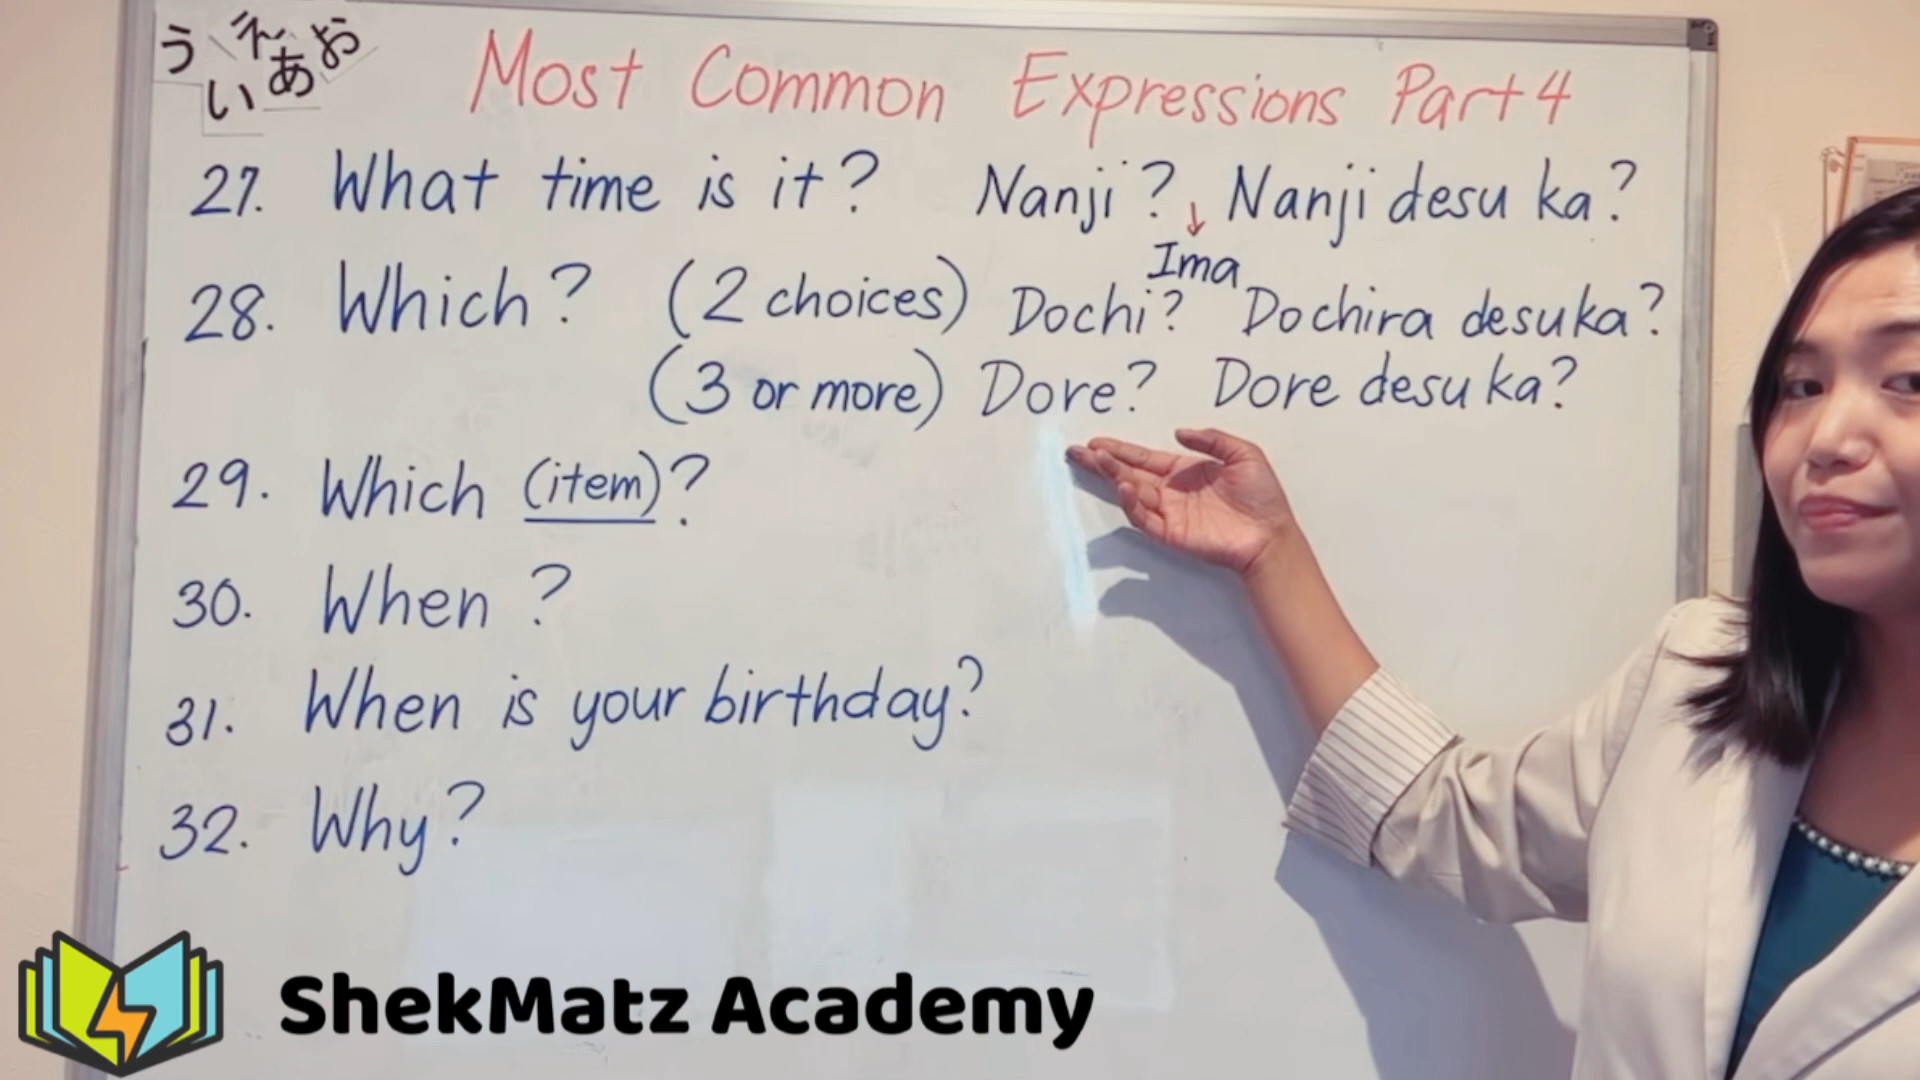 う えあお
い
Most Common Expressions Part 4
27. What time is it? Nanji? ↓ Nanji desu ka?
Ima
28. Which? (2 choices) Dochi? Dochira desuka?
(3 or more) Dore? Dore desu ka?
29. Which (item)?
30. When?
31. When is your birthday?
32. Why?
ShekMatz Academy